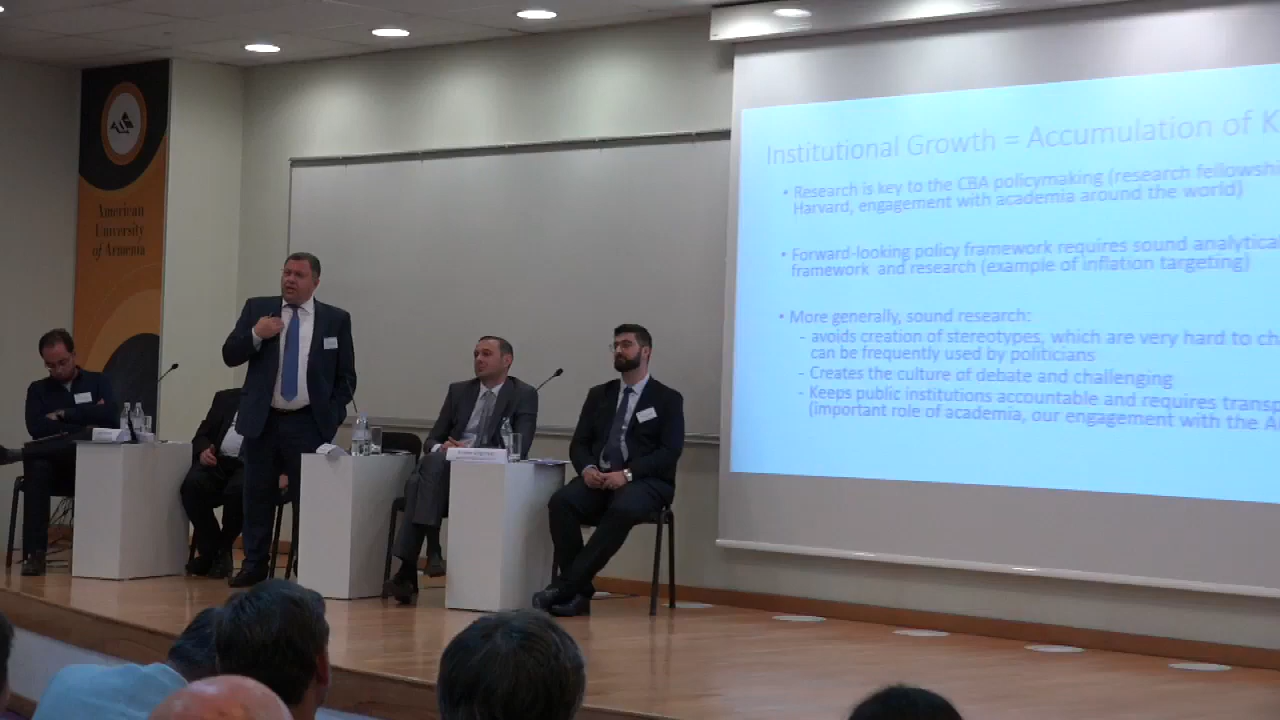 American
University
of Armenia
Institutional Growth = Accumulation of K
• Research is key to the CBA policymaking (research fellowshi
Harvard, engagement with academia around the world)
• Forward-looking policy framework requires sound analytical
framework and research (example of inflation targeting)
• More generally, sound research:
- avoids creation of stereotypes, which are very hard to ch
can be frequently used by politicians
- Creates the culture of debate and challenging
- Keeps public institutions accountable and requires transp
(important role of academia, our engagement with the A